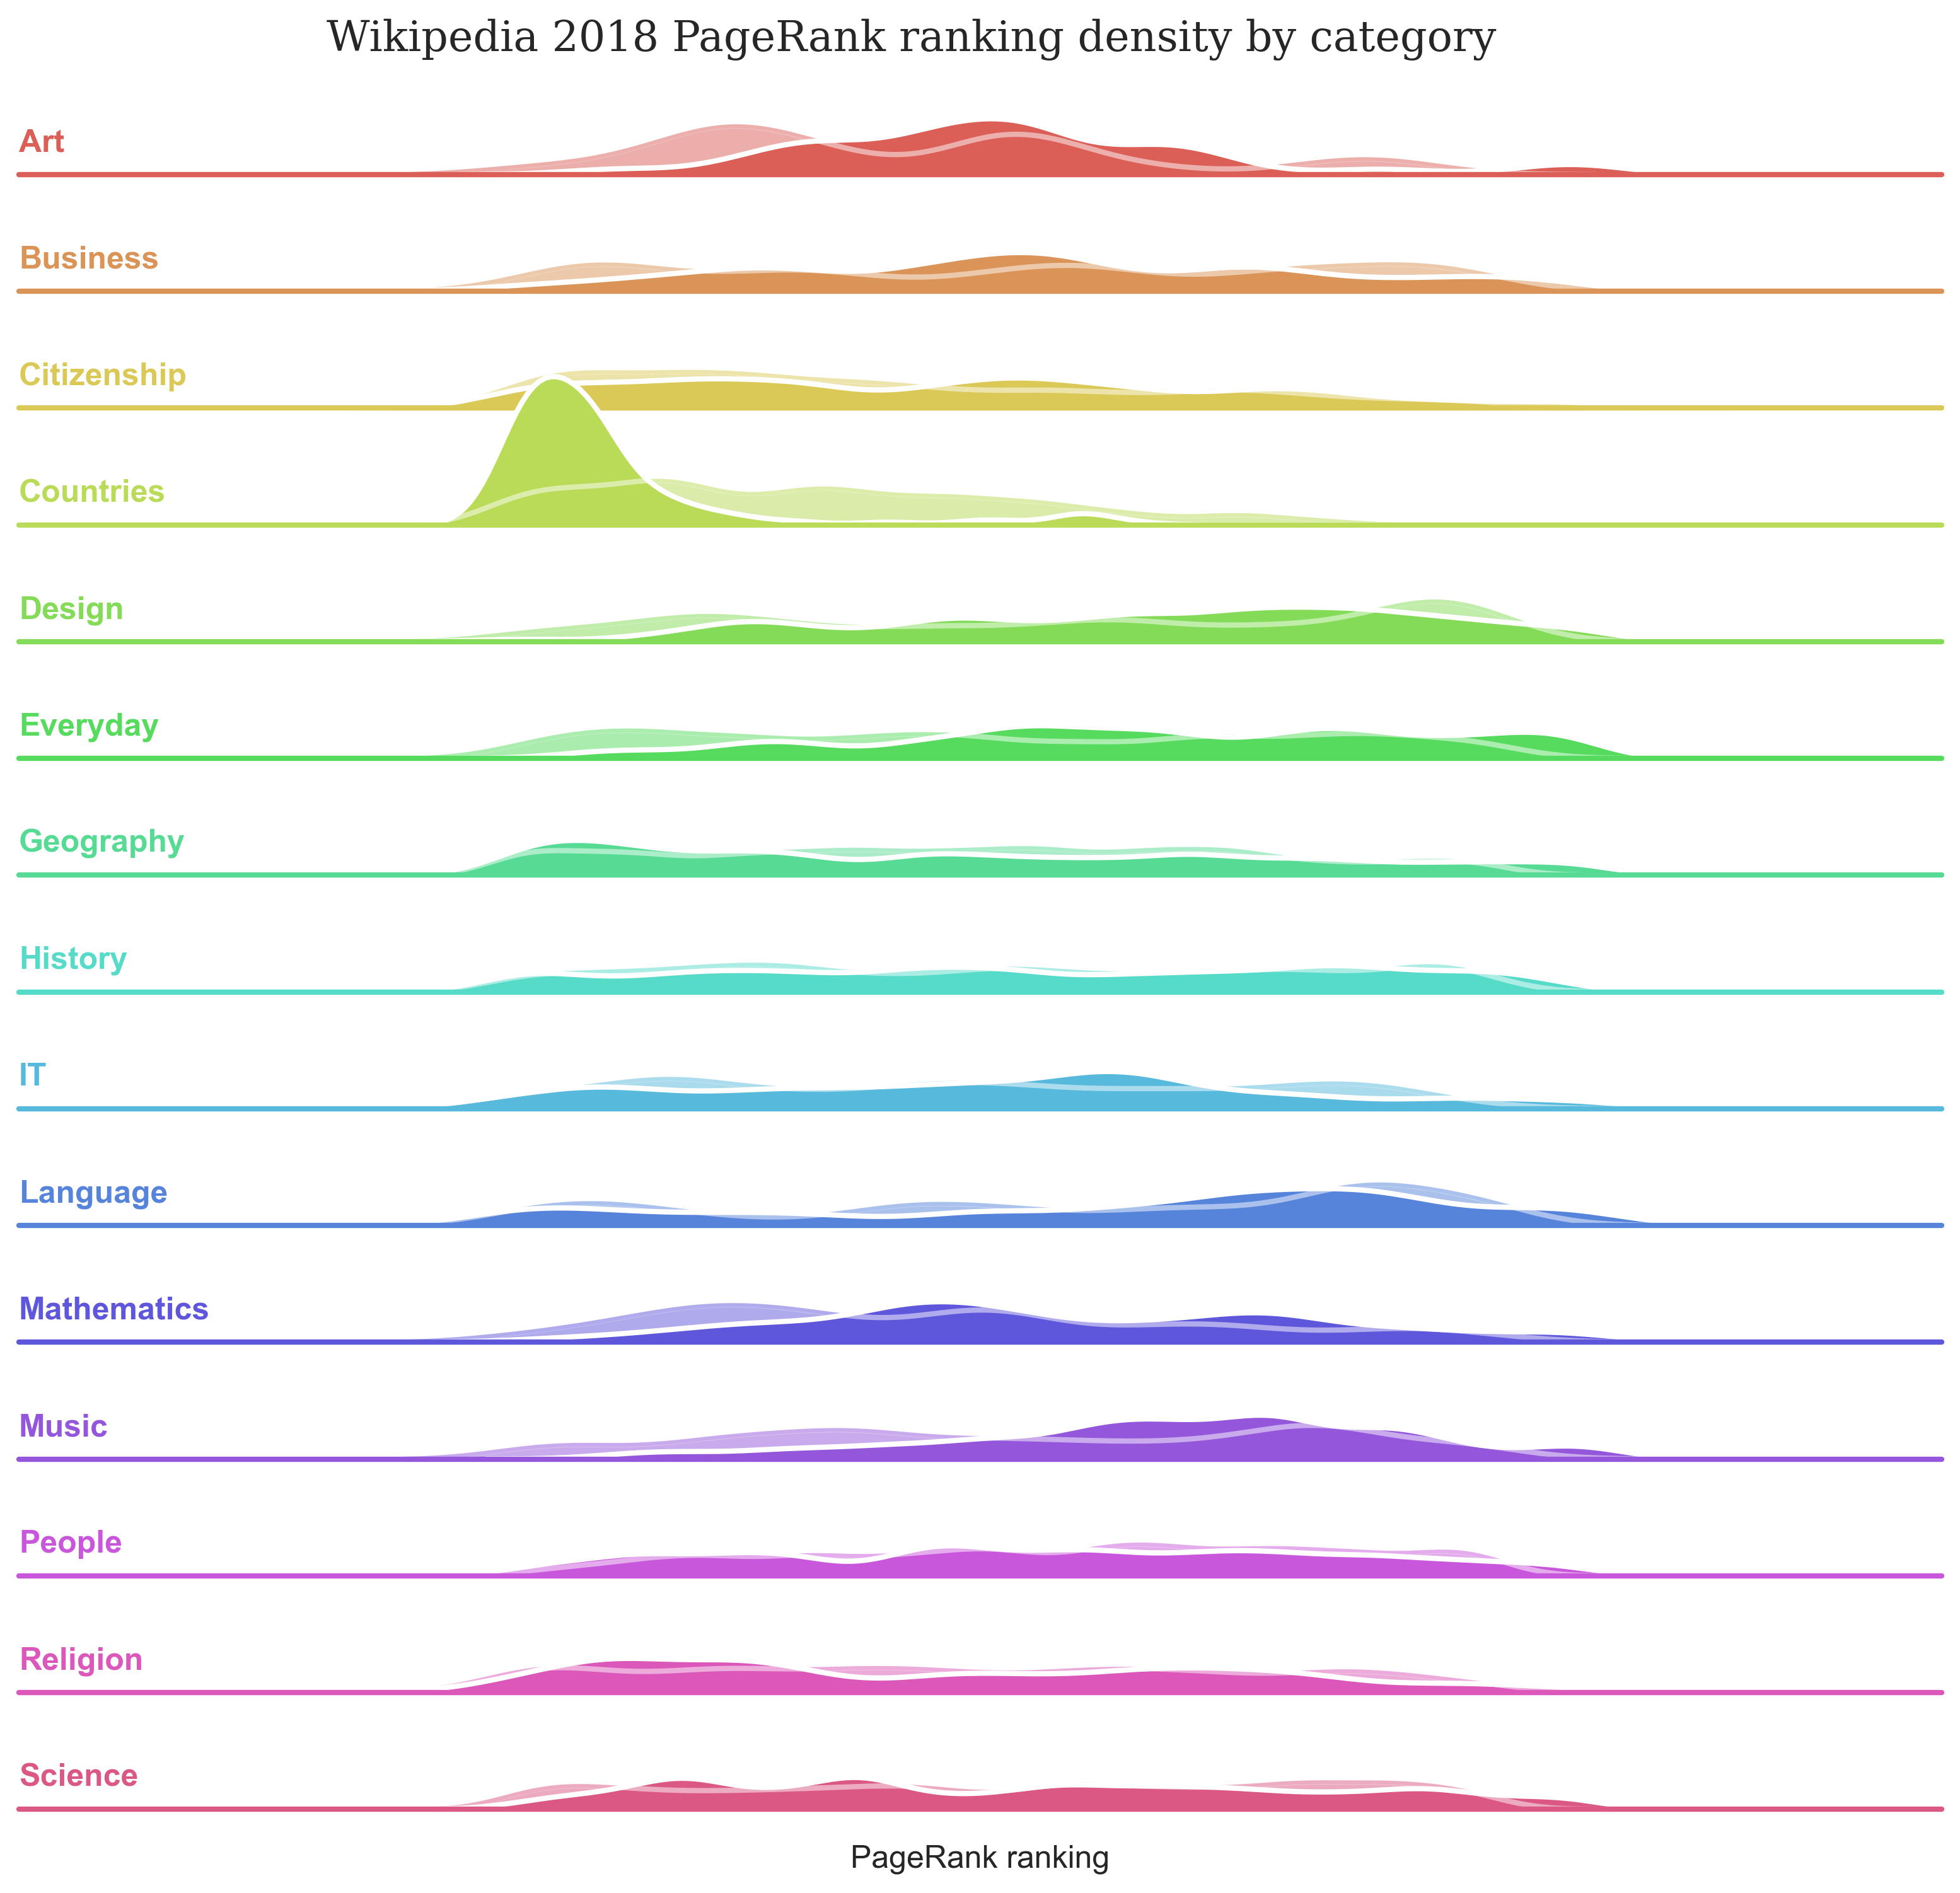 Wikipedia 2018 PageRank ranking density by category
Art
Business
Citizenship
Countries
Design
Everyday
Geography
History
IT
Language
Mathematics
Music
People
Religion
Science
PageRank ranking